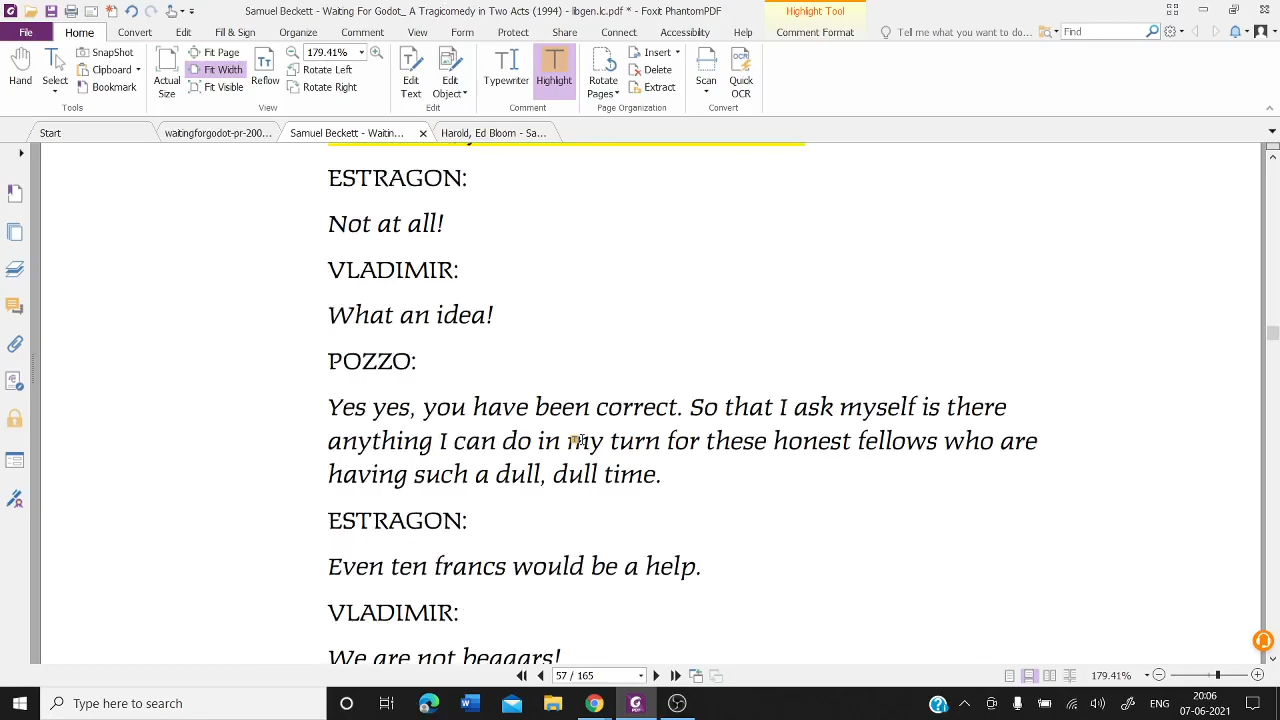 Samuel Beckett - Waiting For Godot_ A Tragicomedy in Two Acts (1994) - libgen.lc.pdf * - Foxit PhantomPDF
Highlight Tool
File Home Convert Edit Fill & Sign Organize Comment View Form Protect Share Connect Accessibility Help Comment Format Tell me what you want to do... Find
Hand
Select
SnapShot
Clipboard
Bookmark
Tools
Actual Size
Fit Page
Fit Width
Fit Visible
Reflow
179.41%
Rotate Left
Rotate Right
View
Edit Text
Edit Object
Edit
Typewriter
Highlight
Comment
Rotate Pages
Insert
Delete
Extract
Page Organization
Scan
Quick OCR
Convert
Start waitingforgodot-pr-200... Samuel Beckett - Waitin... Harold, Ed Bloom - Sa...
ESTRAGON:
Not at all!
VLADIMIR:
What an idea!
POZZO:
Yes yes, you have been correct. So that I ask myself is there
anything I can do in my turn for these honest fellows who are
having such a dull, dull time.
ESTRAGON:
Even ten francs would be a help.
VLADIMIR:
We are not beggars!
57 / 165 179.41%
Type here to search
ENG
20:06
07-06-2021